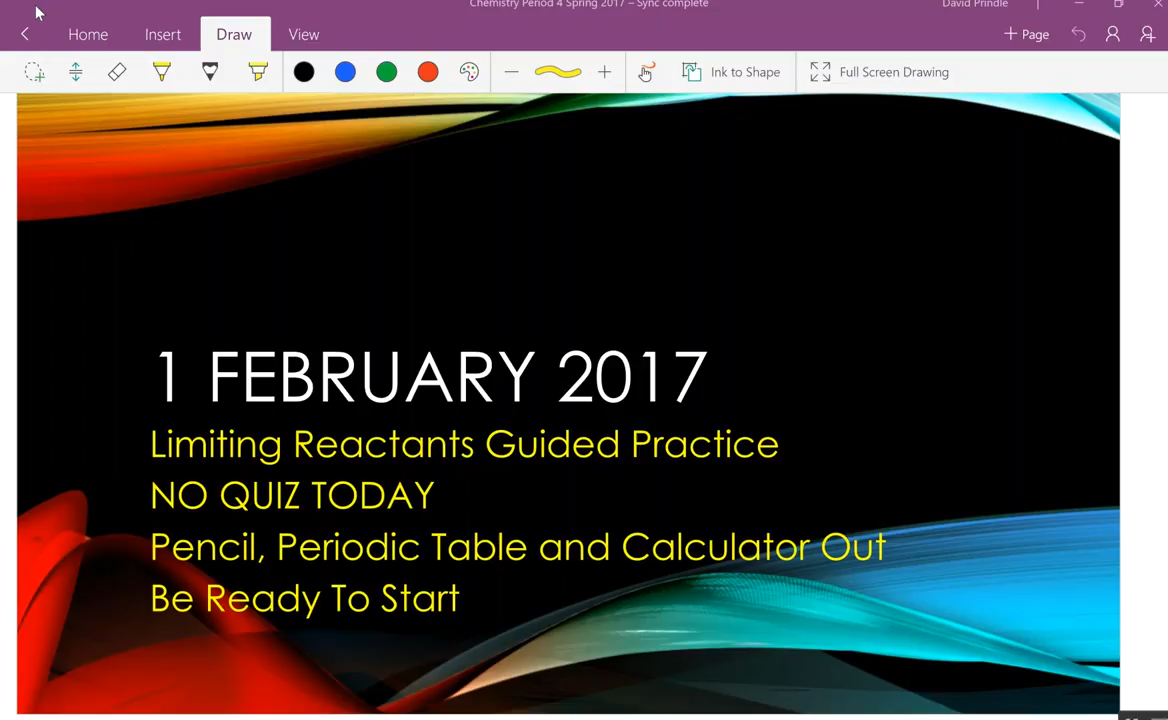 Chemistry Period 4 Spring 2017 – Sync complete
David Prindle
Home
Insert
Draw
View
Page
Ink to Shape
Full Screen Drawing
1 FEBRUARY 2017
Limiting Reactants Guided Practice
NO QUIZ TODAY
Pencil, Periodic Table and Calculator Out
Be Ready To Start